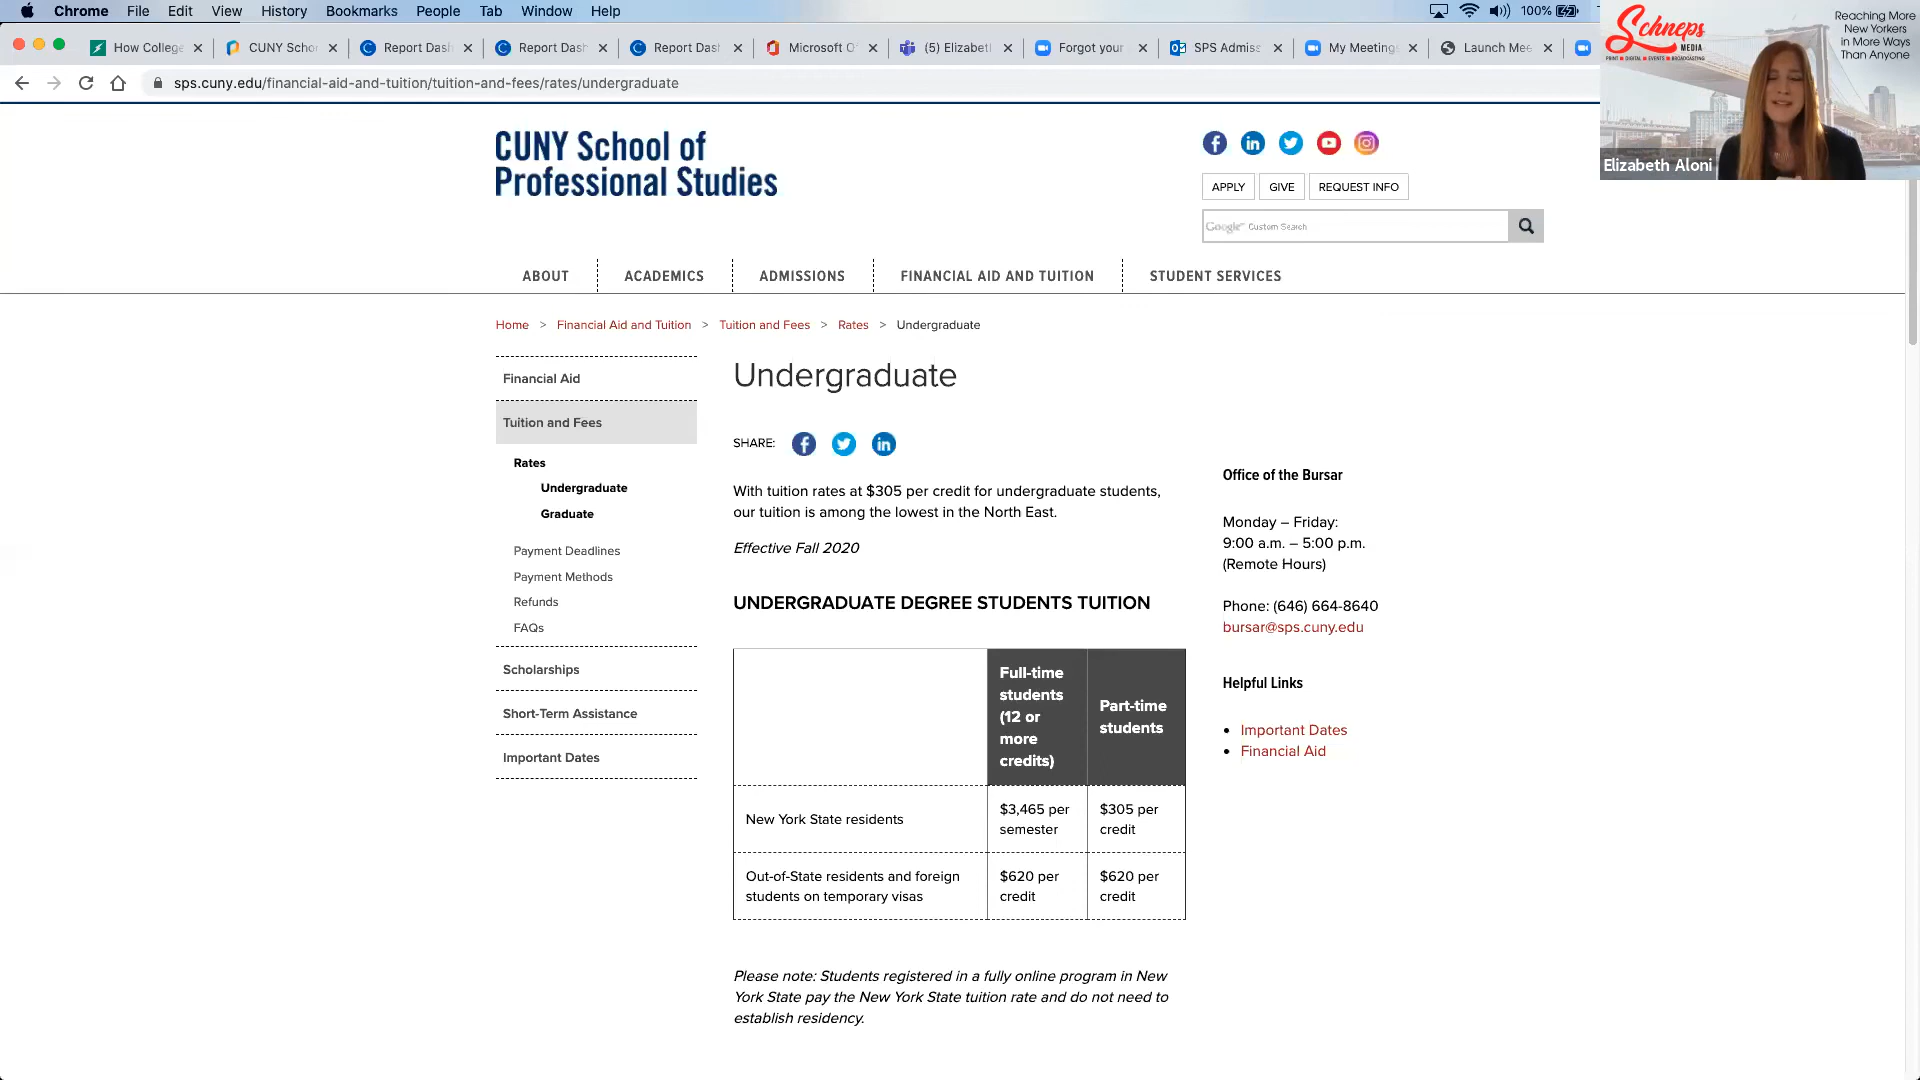 Chrome File Edit View History Bookmarks People Tab Window Help
100%
How College
CUNY Schor
Report Dash
Report Dash
Report Dash
Microsoft O
(5) Elizabeth
Forgot your
SPS Admiss
My Meeting
Launch Mee
sps.cuny.edu/financial-aid-and-tuition/tuition-and-fees/rates/undergraduate
Schneps
MEDIA
PRINT ■ DIGITAL ■ EVENTS ■ BROADCASTING
Reaching More
New Yorkers
in More Ways
Than Anyone
Elizabeth Aloni
CUNY School of
Professional Studies
APPLY GIVE REQUEST INFO
Google Custom Search
ABOUT ACADEMICS ADMISSIONS FINANCIAL AID AND TUITION STUDENT SERVICES
Home > Financial Aid and Tuition > Tuition and Fees > Rates > Undergraduate
Financial Aid
Tuition and Fees
Rates
Undergraduate
Graduate
Payment Deadlines
Payment Methods
Refunds
FAQs
Scholarships
Short-Term Assistance
Important Dates
Undergraduate
SHARE:
With tuition rates at $305 per credit for undergraduate students,
our tuition is among the lowest in the North East.
Effective Fall 2020
UNDERGRADUATE DEGREE STUDENTS TUITION
Full-time
students
(12 or
more
credits)
Part-time
students
New York State residents
$3,465 per
semester
$305 per
credit
Out-of-State residents and foreign
students on temporary visas
$620 per
credit
$620 per
credit
Please note: Students registered in a fully online program in New
York State pay the New York State tuition rate and do not need to
establish residency.
Office of the Bursar
Monday – Friday:
9:00 a.m. – 5:00 p.m.
(Remote Hours)
Phone: (646) 664-8640
bursar@sps.cuny.edu
Helpful Links
• Important Dates
• Financial Aid